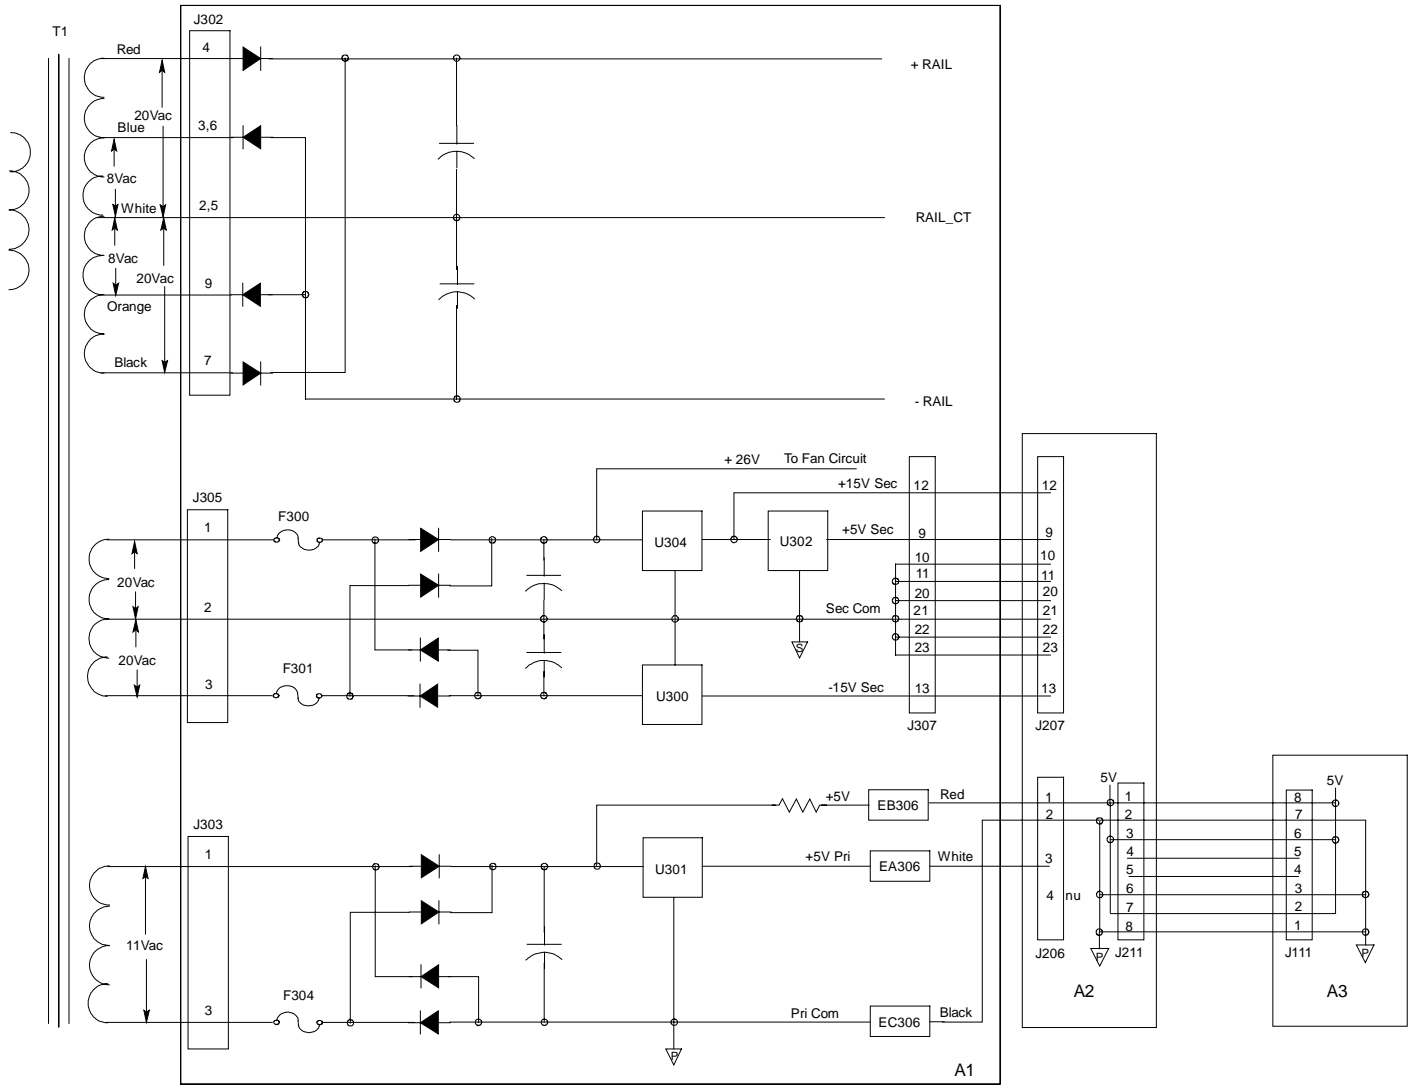 T1
J302
Red
4
+ RAIL
20Vac
Blue
3,6
8Vac
White
2,5
RAIL_CT
8Vac
20Vac
9
Orange
Black
7
- RAIL
+ 26V
To Fan Circuit
+15V Sec
12
12
J305
1
F300
U304
U302
+5V Sec
9
9
10
10
11
11
20Vac
20
20
2
Sec Com
21
21
22
22
S
23
23
20Vac
F301
3
U300
-15V Sec
13
13
J307
J207
5V
5V
+5V
EB306
Red
1
1
8
2
2
7
J303
3
6
1
U301
+5V Pri
EA306
White
3
4
5
5
4
4
nu
6
3
7
2
8
1
11Vac
J206
P
J211
J111
P
F304
A2
A3
3
Pri Com
EC306
Black
P
A1